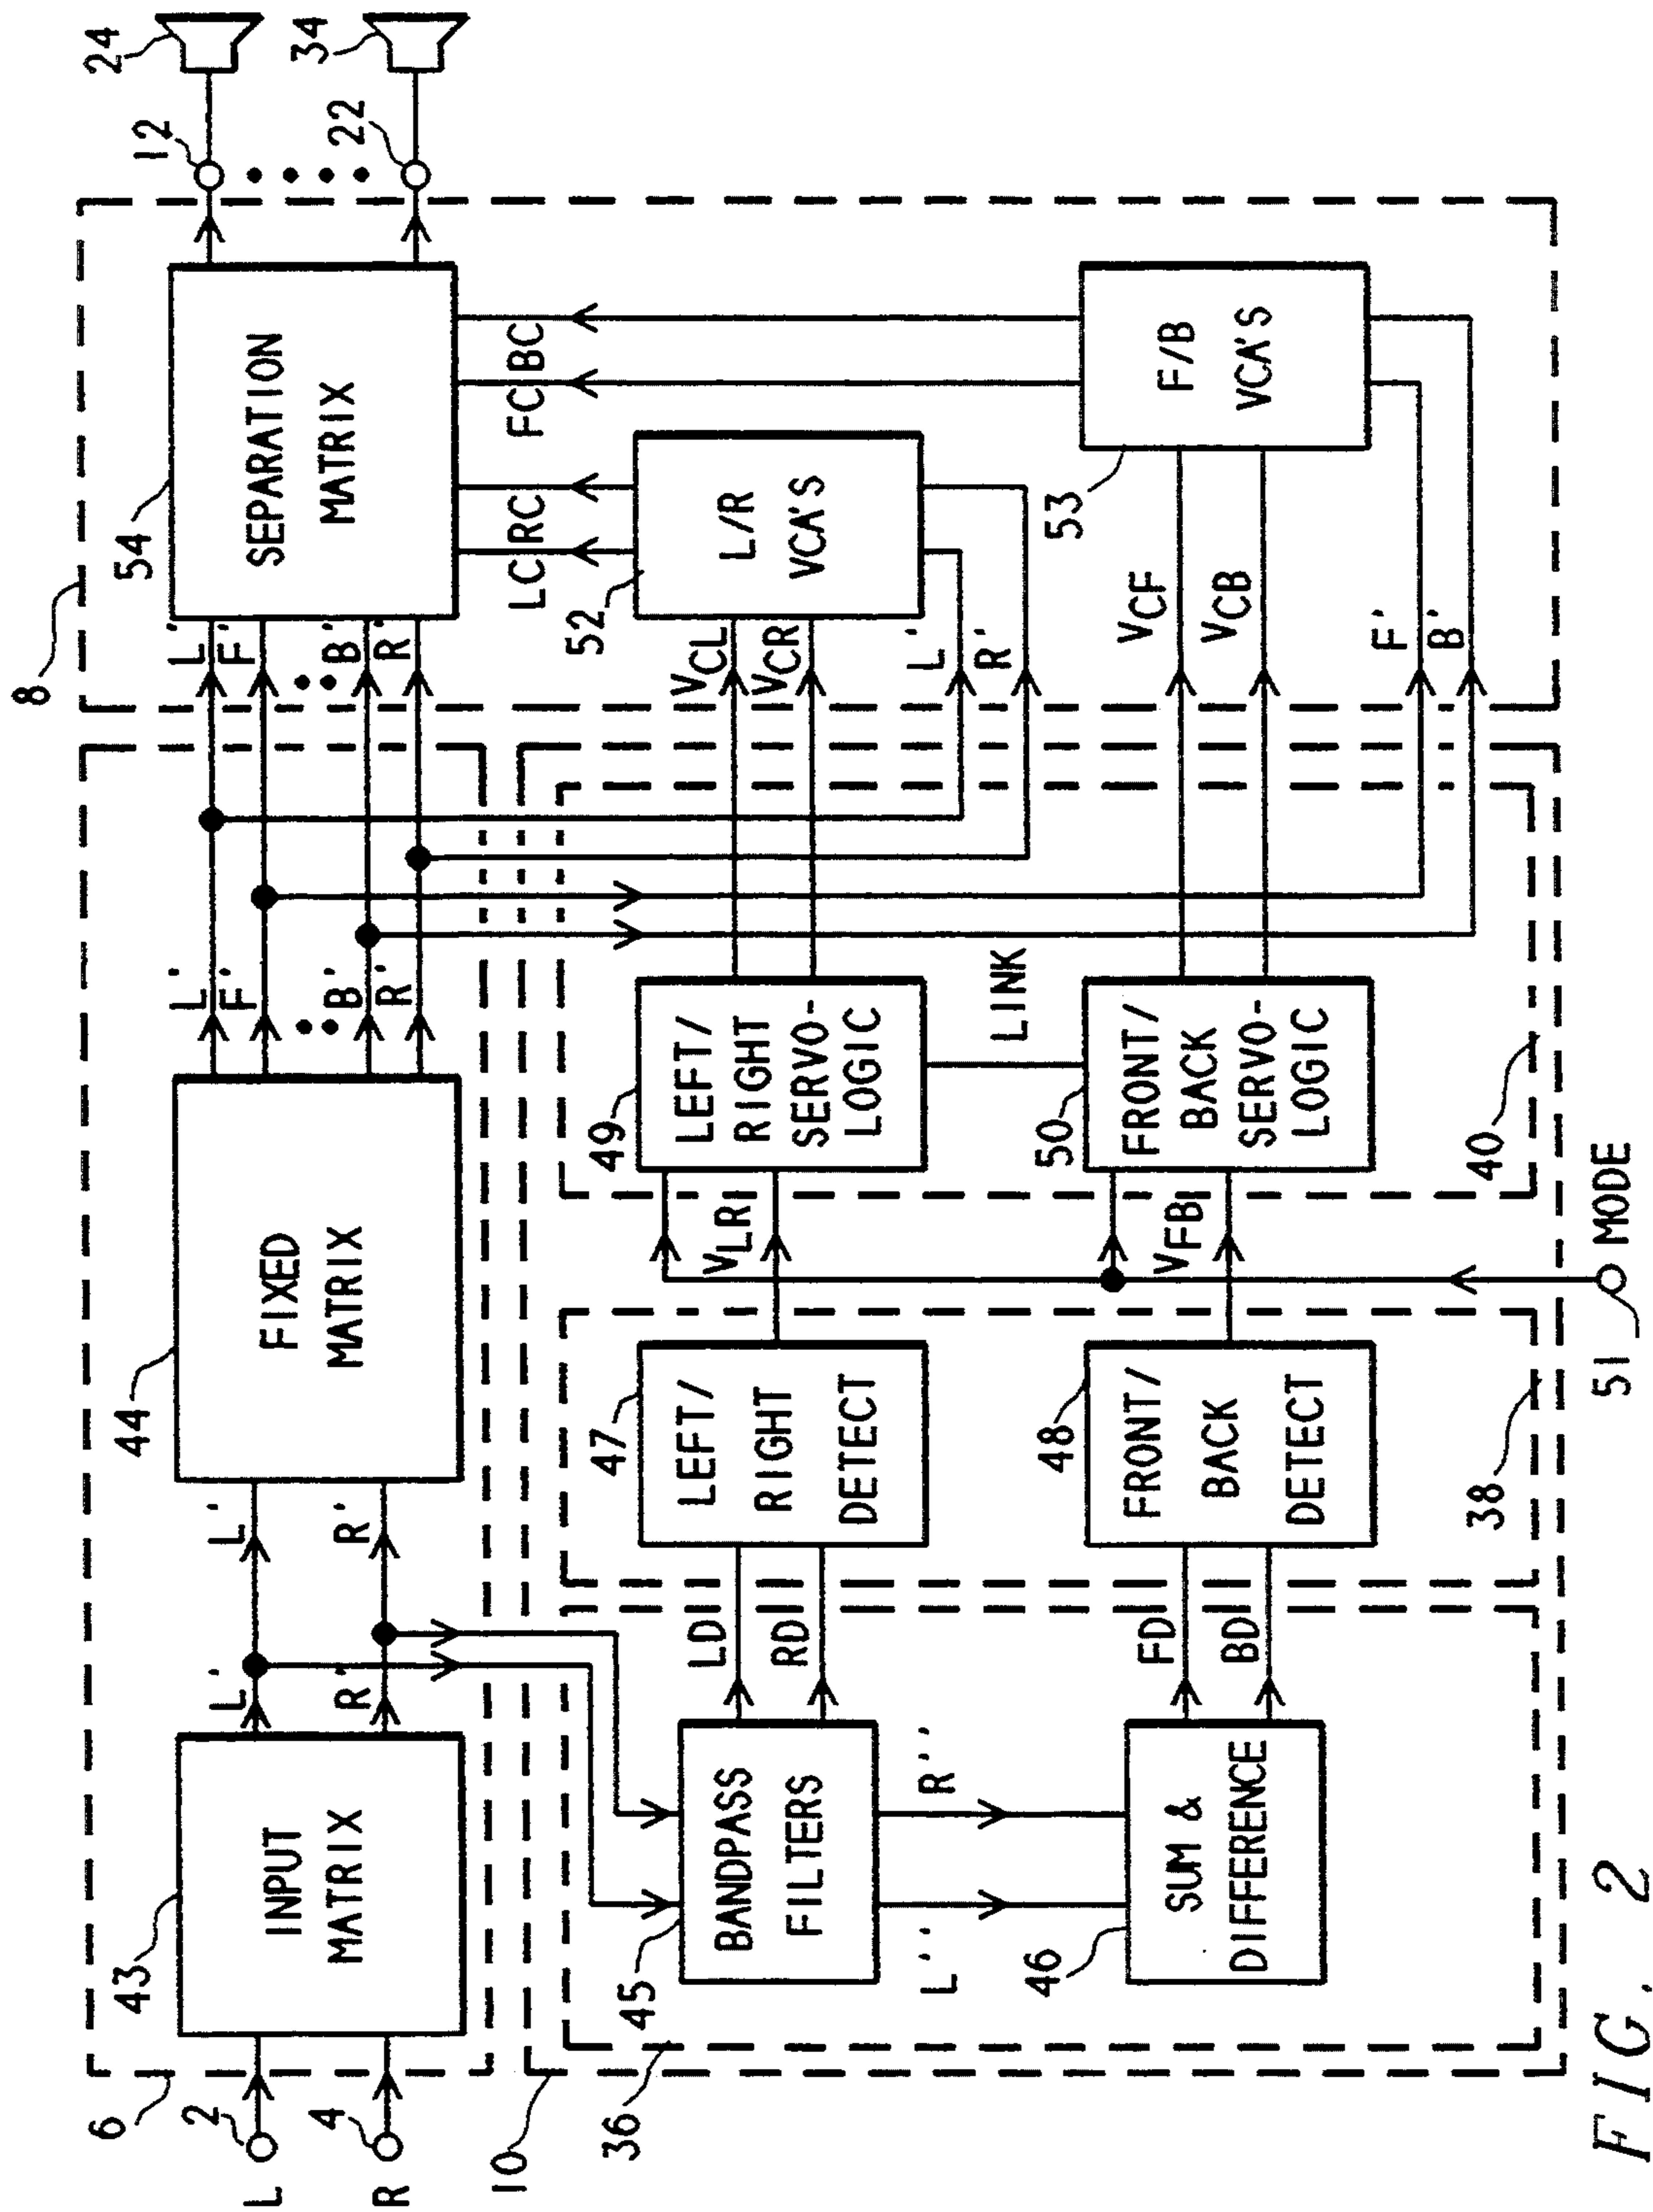 8
24
12
54
SEPARATION
MATRIX
34
22
L'
F'
B'
R'
LC
RC
FC
BC
52
L/R
VCA'S
53
F/B
VCA'S
VCL
VCR
L'
R'
VCF
VCB
F'
B'
6
2
L
4
R
43
INPUT
MATRIX
L'
R'
L'
R'
44
FIXED
MATRIX
L'
F'
B'
R'
10
36
45
BANDPASS
FILTERS
LD
RD
L''
R''
46
SUM &
DIFFERENCE
FD
BD
47
LEFT/
RIGHT
DETECT
48
FRONT/
BACK
DETECT
38
VLR
VFB
49
LEFT/
RIGHT
SERVO-
LOGIC
LINK
50
FRONT/
BACK
SERVO-
LOGIC
40
51
MODE
FIG. 2